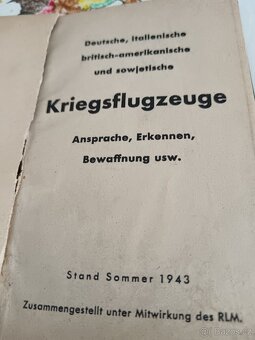 Deutsche, italienische
britisch-amerikanische
und sowjetische
Kriegsflugzeuge
Ansprache, Erkennen,
Bewaffnung usw.
Stand Sommer 1943
Zusammengestellt unter Mitwirkung des RLM.